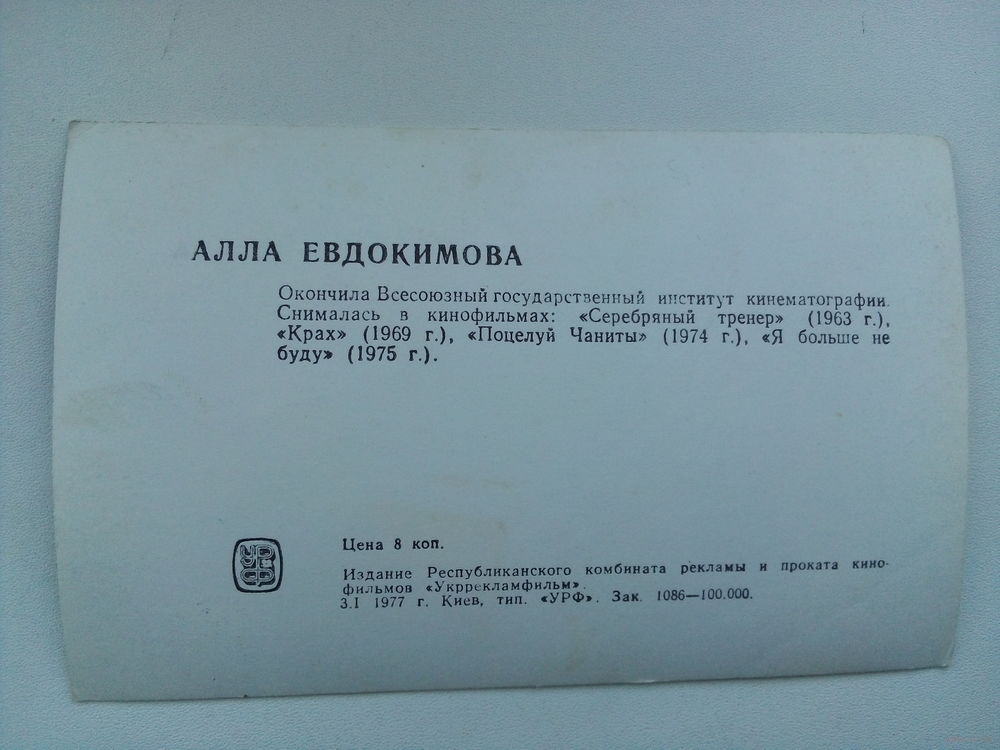 АЛЛА ЕВДОКИМОВА
Окончила Всесоюзный государственный институт кинематографии.
Снималась в кинофильмах: «Серебряный тренер» (1963 г.),
«Крах» (1969 г.), «Поцелуй Чаниты» (1974 г.), «Я больше не
буду» (1975 г.).
Цена 8 коп.
Издание Республиканского комбината рекламы и проката кино-
фильмов «Укррекламфильм».
3.I 1977 г. Киев, тип. «УРФ». Зак. 1086—100.000.
УРФ